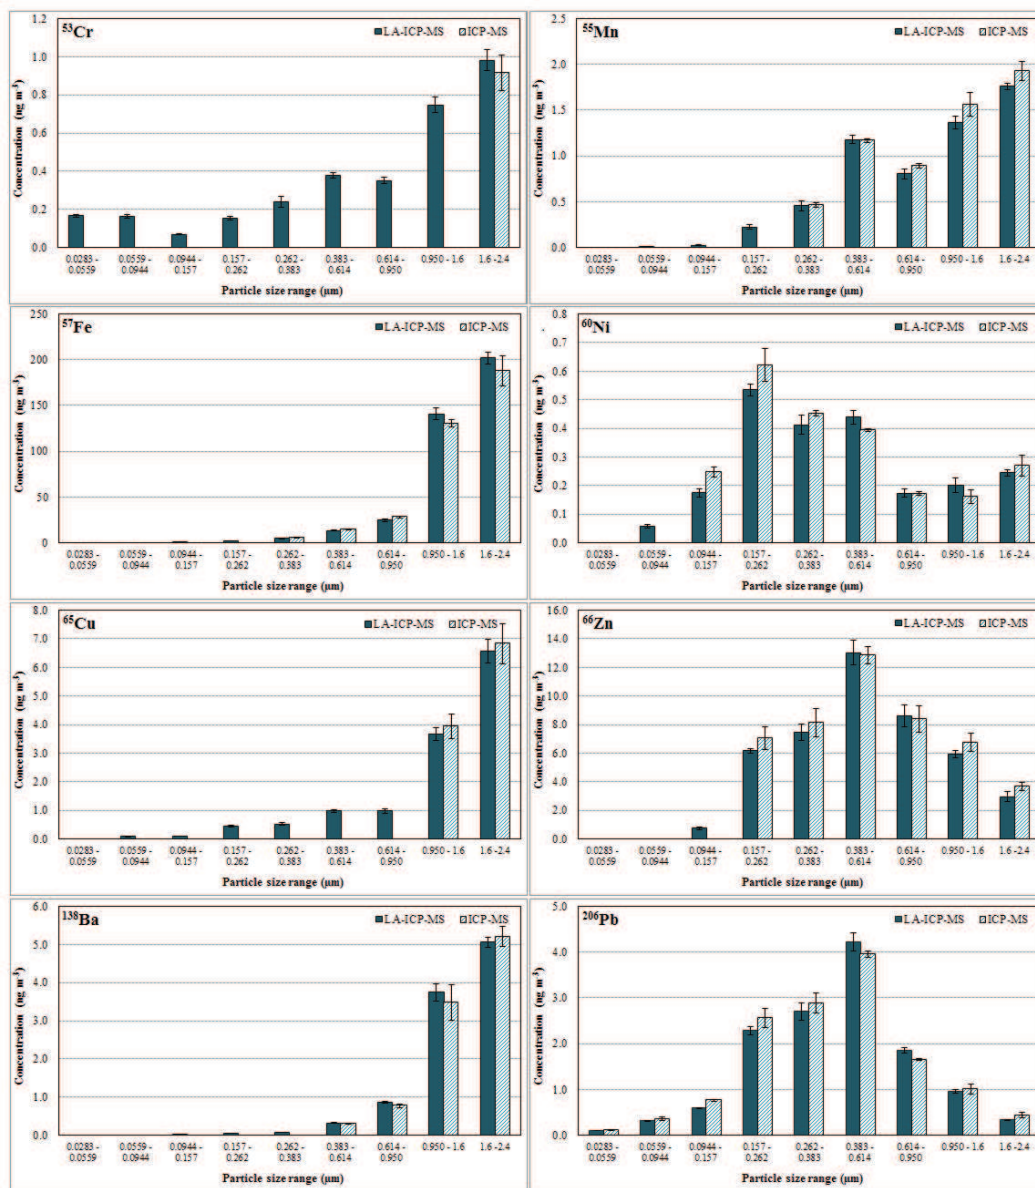 ⁵³Cr
LA-ICP-MS ICP-MS
Concentration (ng m⁻³)
1.2
1.0
0.8
0.6
0.4
0.2
0.0
0.0283 - 0.0559 - 0.0944 - 0.157 - 0.262 - 0.383 - 0.614 - 0.950 - 1.6 1.6 -2.4
0.0559 0.0944 0.157 0.262 0.383 0.614 0.950
Particle size range (µm)
⁵⁵Mn
LA-ICP-MS ICP-MS
Concentration (ng m⁻³)
2.5
2.0
1.5
1.0
0.5
0.0
0.0283 - 0.0559 - 0.0944 - 0.157 - 0.262 - 0.383 - 0.614 - 0.950 - 1.6 1.6 -2.4
0.0559 0.0944 0.157 0.262 0.383 0.614 0.950
Particle size range (µm)
⁵⁷Fe
LA-ICP-MS ICP-MS
Concentration (ng m⁻³)
250
200
150
100
50
0
0.0283 - 0.0559 - 0.0944 - 0.157 - 0.262 - 0.383 - 0.614 - 0.950 - 1.6 1.6 -2.4
0.0559 0.0944 0.157 0.262 0.383 0.614 0.950
Particle size range (µm)
⁶⁰Ni
LA-ICP-MS ICP-MS
Concentration (ng m⁻³)
0.8
0.7
0.6
0.5
0.4
0.3
0.2
0.1
0.0
0.0283 - 0.0559 - 0.0944 - 0.157 - 0.262 - 0.383 - 0.614 - 0.950 - 1.6 1.6 -2.4
0.0559 0.0944 0.157 0.262 0.383 0.614 0.950
Particle size range (µm)
⁶⁵Cu
LA-ICP-MS ICP-MS
Concentration (ng m⁻³)
8.0
7.0
6.0
5.0
4.0
3.0
2.0
1.0
0.0
0.0283 - 0.0559 - 0.0944 - 0.157 - 0.262 - 0.383 - 0.614 - 0.950 - 1.6 1.6 -2.4
0.0559 0.0944 0.157 0.262 0.383 0.614 0.950
Particle size range (µm)
⁶⁶Zn
LA-ICP-MS ICP-MS
Concentration (ng m⁻³)
16.0
14.0
12.0
10.0
8.0
6.0
4.0
2.0
0.0
0.0283 - 0.0559 - 0.0944 - 0.157 - 0.262 - 0.383 - 0.614 - 0.950 - 1.6 1.6 -2.4
0.0559 0.0944 0.157 0.262 0.383 0.614 0.950
Particle size range (µm)
¹³⁸Ba
LA-ICP-MS ICP-MS
Concentration (ng m⁻³)
6.0
5.0
4.0
3.0
2.0
1.0
0.0
0.0283 - 0.0559 - 0.0944 - 0.157 - 0.262 - 0.383 - 0.614 - 0.950 - 1.6 1.6 -2.4
0.0559 0.0944 0.157 0.262 0.383 0.614 0.950
Particle size range (µm)
²⁰⁶Pb
LA-ICP-MS ICP-MS
Concentration (ng m⁻³)
5.0
4.0
3.0
2.0
1.0
0.0
0.0283 - 0.0559 - 0.0944 - 0.157 - 0.262 - 0.383 - 0.614 - 0.950 - 1.6 1.6 -2.4
0.0559 0.0944 0.157 0.262 0.383 0.614 0.950
Particle size range (µm)